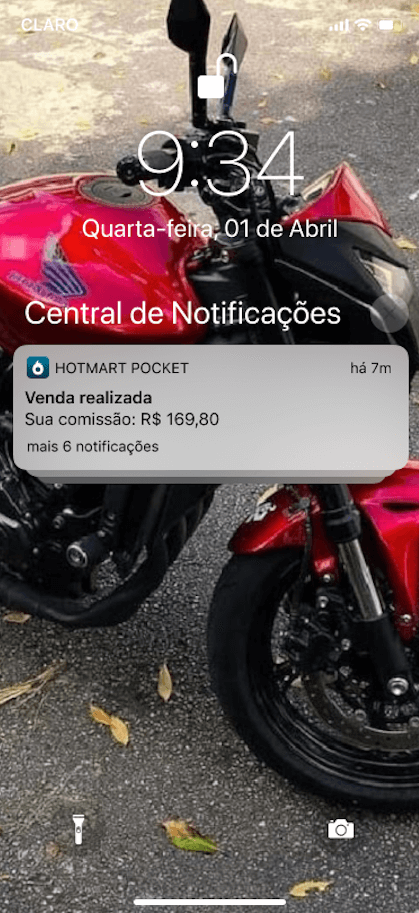 CLARO
9:34
Quarta-feira, 01 de Abril
Central de Notificações
HOTMART POCKET
há 7m
Venda realizada
Sua comissão: R$ 169,80
mais 6 notificações